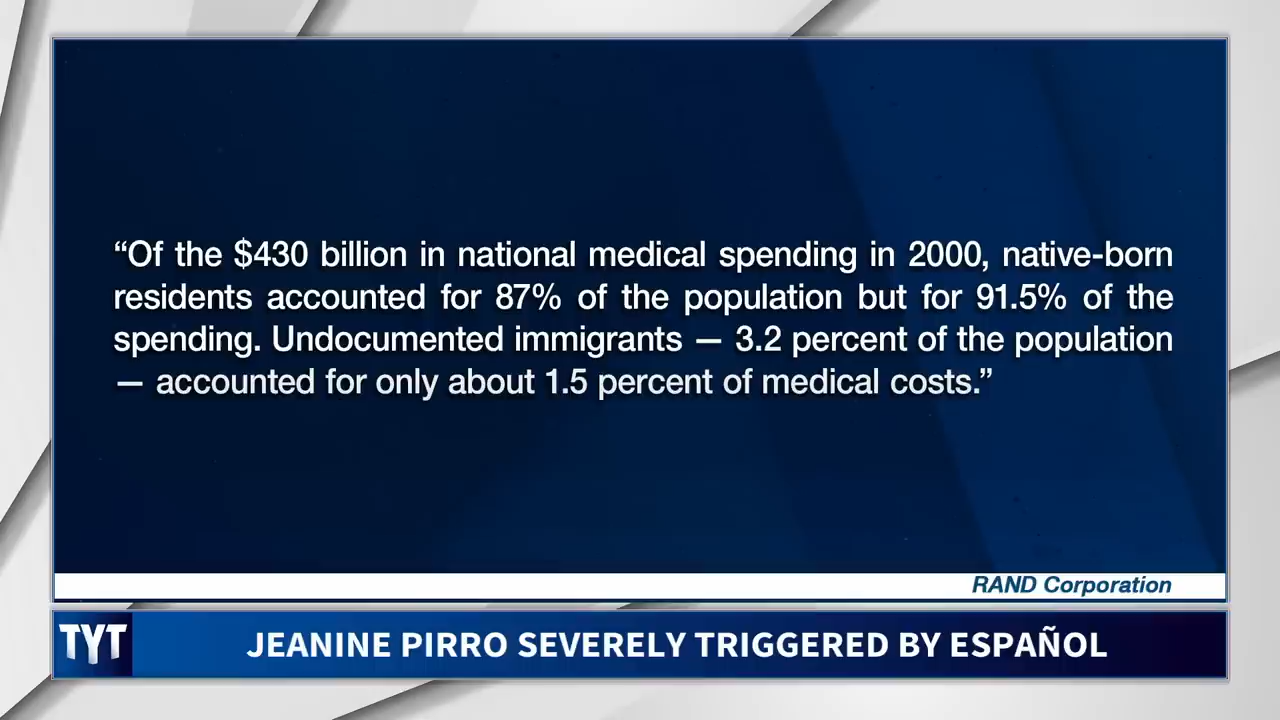 “Of the $430 billion in national medical spending in 2000, native-born
residents accounted for 87% of the population but for 91.5% of the
spending. Undocumented immigrants — 3.2 percent of the population
— accounted for only about 1.5 percent of medical costs.”
RAND Corporation
TYT
JEANINE PIRRO SEVERELY TRIGGERED BY ESPAÑOL